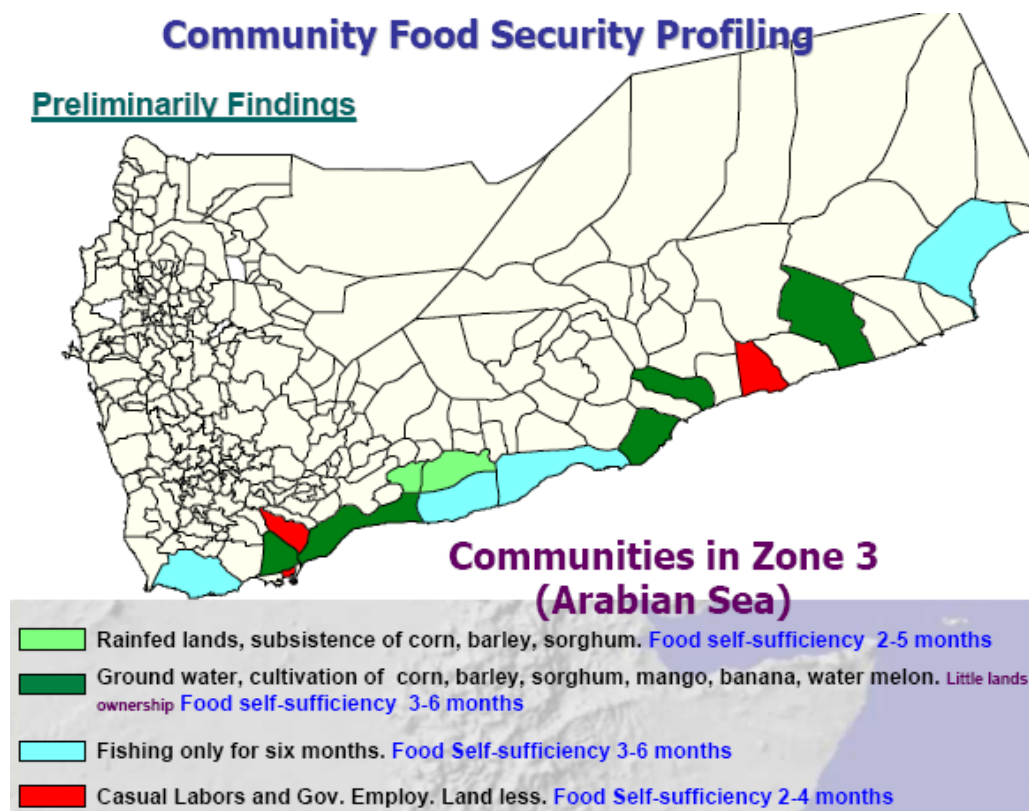 Community Food Security Profiling
Preliminarily Findings
Communities in Zone 3
(Arabian Sea)
Rainfed lands, subsistence of corn, barley, sorghum. Food self-sufficiency 2-5 months
Ground water, cultivation of corn, barley, sorghum, mango, banana, water melon. Little lands
ownership Food self-sufficiency 3-6 months
Fishing only for six months. Food Self-sufficiency 3-6 months
Casual Labors and Gov. Employ. Land less. Food Self-sufficiency 2-4 months